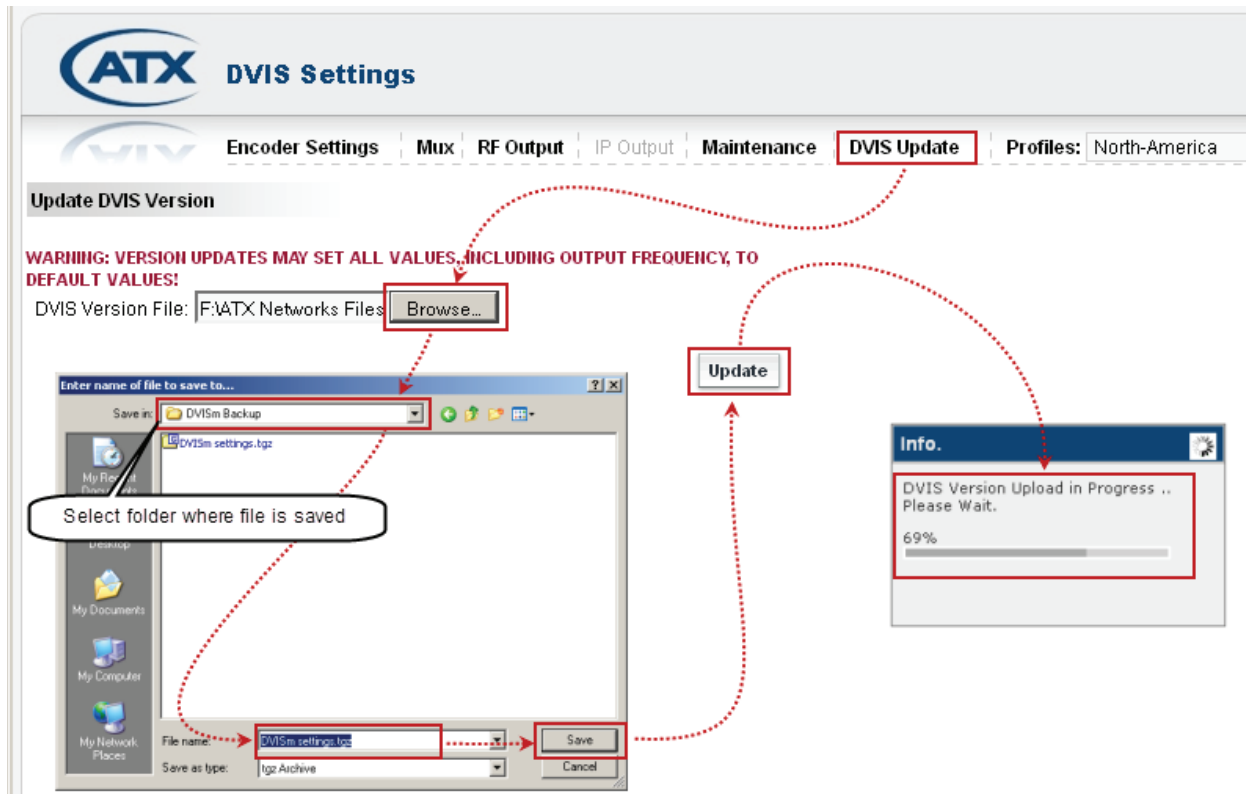 ATX
DVIS Settings
Encoder Settings Mux RF Output IP Output Maintenance DVIS Update Profiles: North-America
Update DVIS Version
WARNING: VERSION UPDATES MAY SET ALL VALUES, INCLUDING OUTPUT FREQUENCY, TO
DEFAULT VALUES!
DVIS Version File: F:\ATX Networks Files Browse...
Update
Enter name of file to save to...
Save in: DVISm Backup
DVISm settings.tgz
My Recent
Documents
Select folder where file is saved
Desktop
My Documents
My Computer
My Network
Places
File name: DVISm settings.tgz Save
Save as type: tgz Archive Cancel
Info.
DVIS Version Upload in Progress ..
Please Wait.
69%